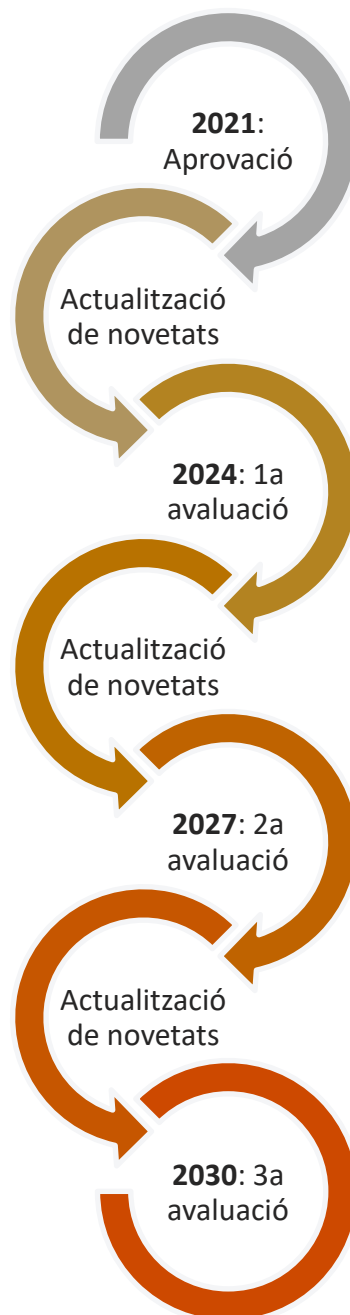 2021:
Aprovació
Actualització
de novetats
2024: 1a
avaluació
Actualització
de novetats
2027: 2a
avaluació
Actualització
de novetats
2030: 3a
avaluació